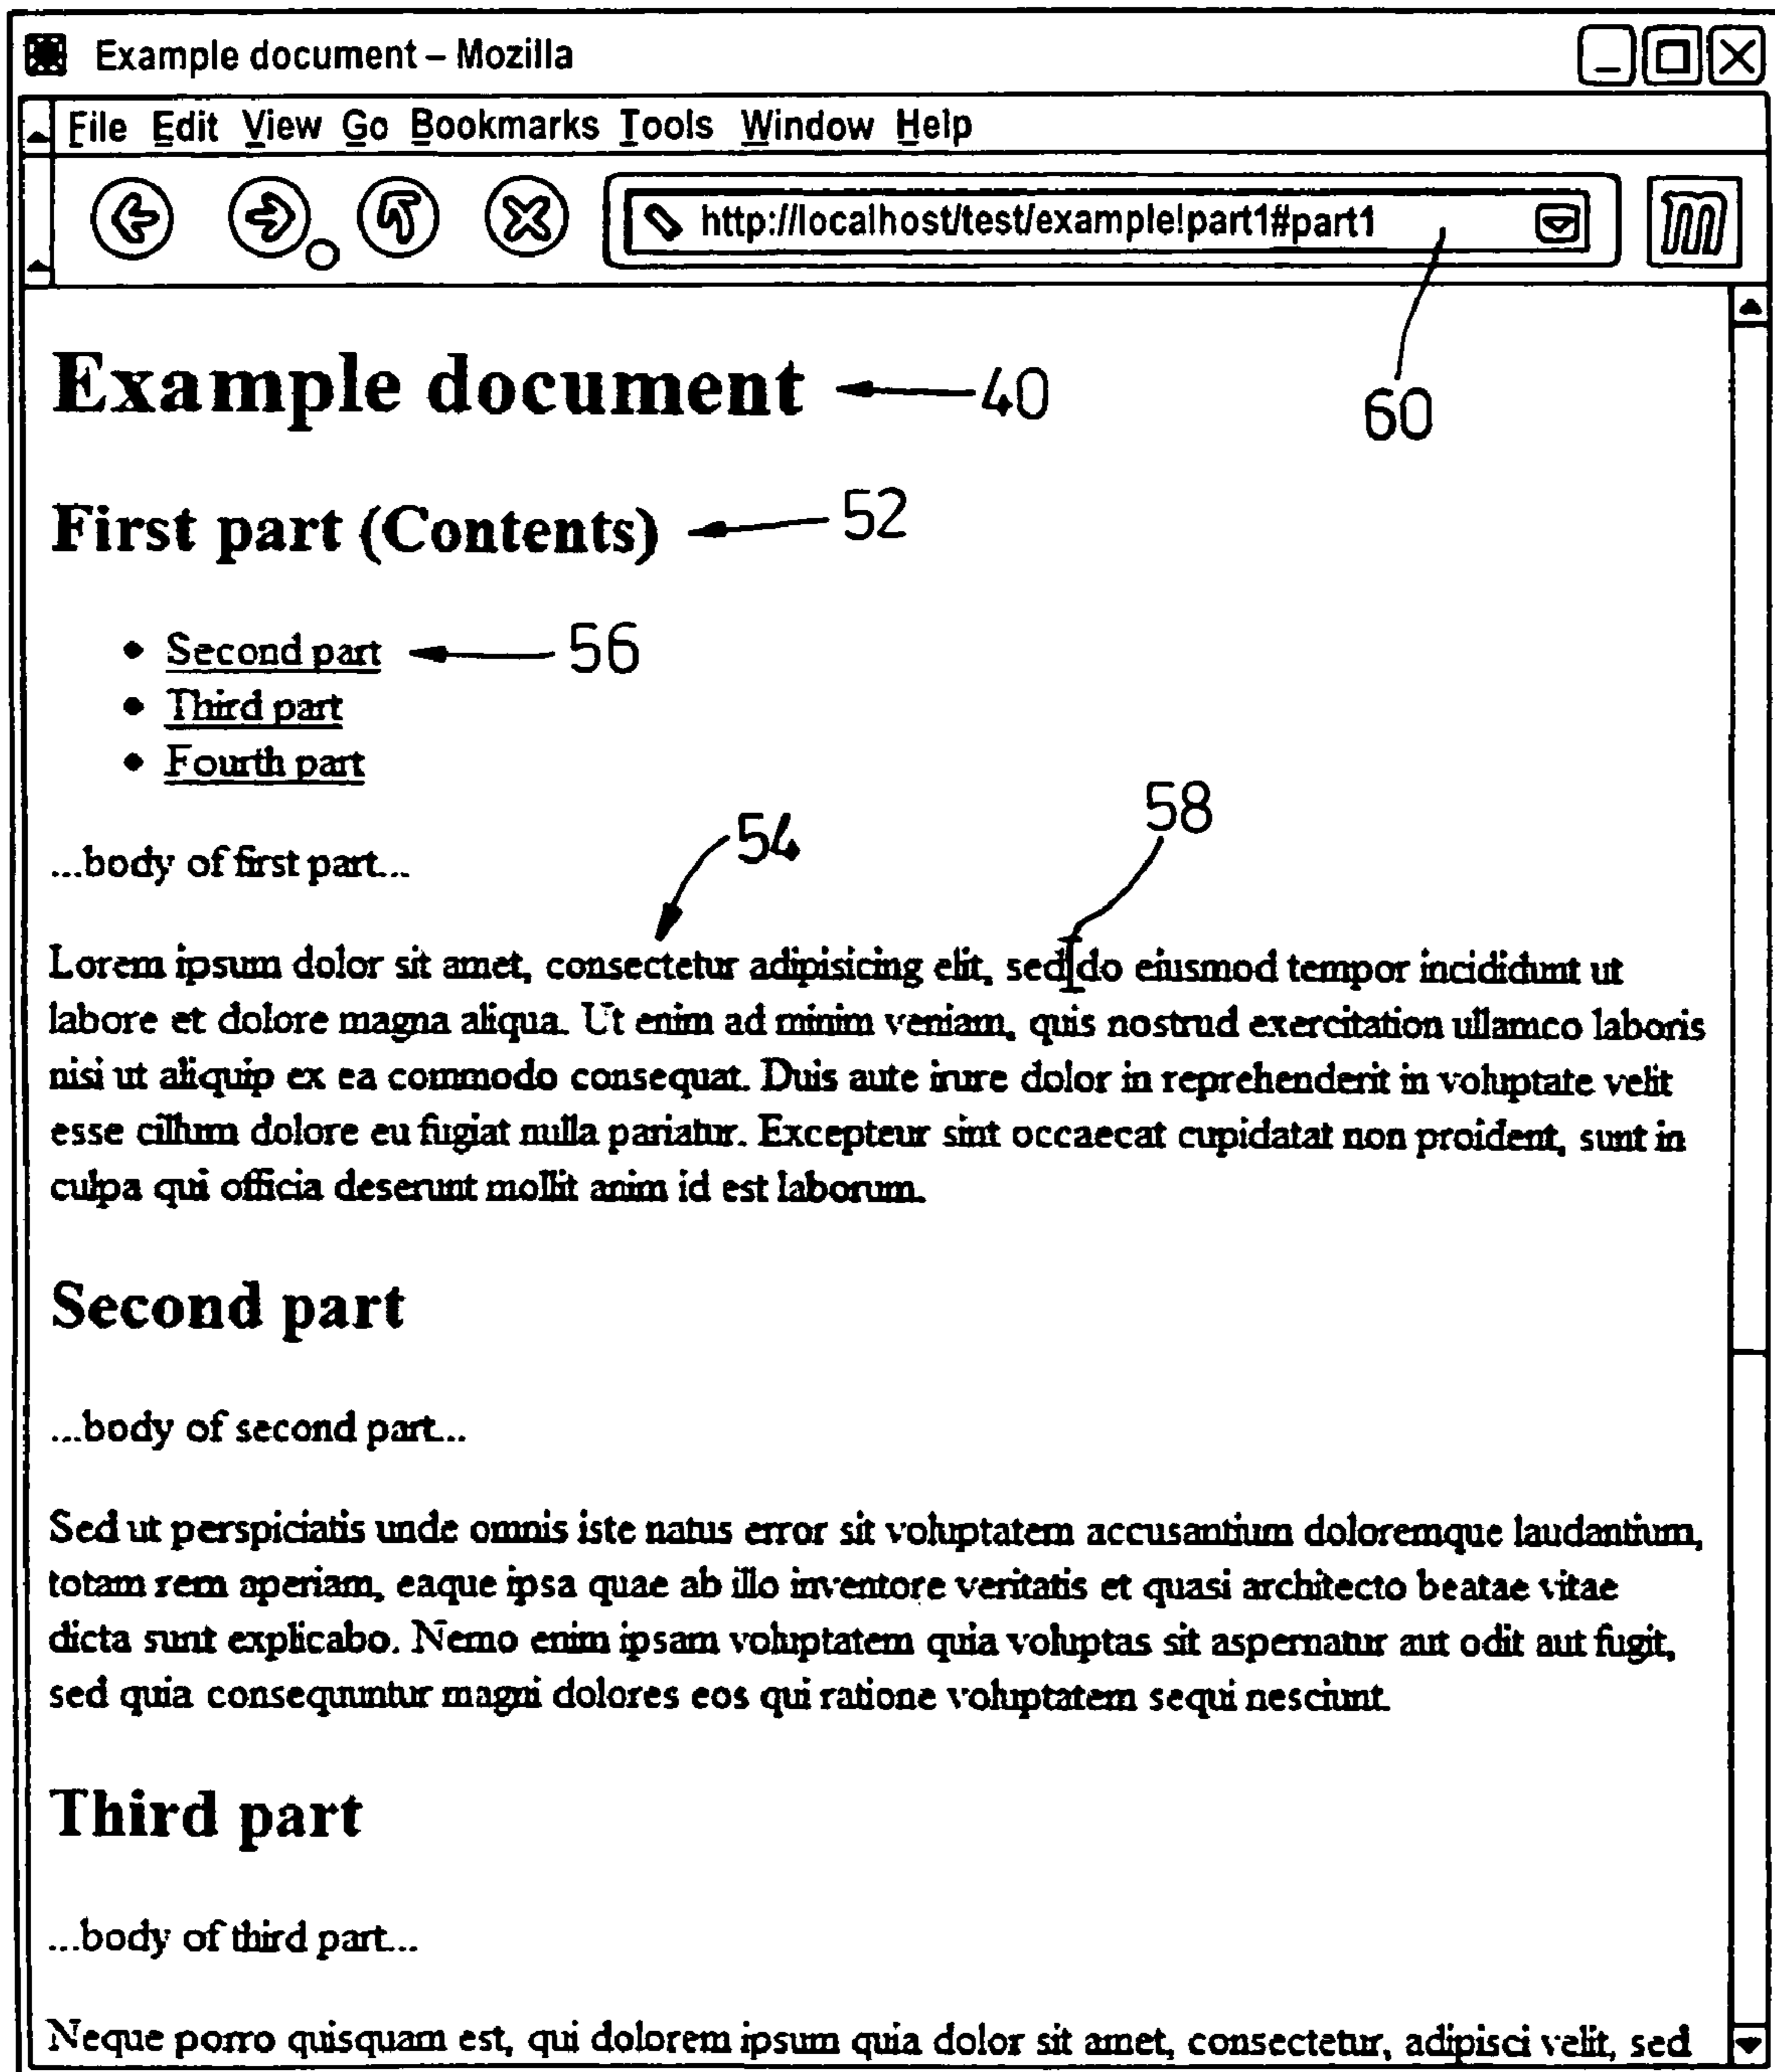 Example document – Mozilla
File Edit View Go Bookmarks Tools Window Help
http://localhost/test/example!part1#part1
m
60
Example document 40
First part (Contents) 52
• Second part 56
• Third part
• Fourth part
58
54
...body of first part...
Lorem ipsum dolor sit amet, consectetur adipisicing elit, sed do eiusmod tempor incididunt ut
labore et dolore magna aliqua. Ut enim ad minim veniam, quis nostrud exercitation ullamco laboris
nisi ut aliquip ex ea commodo consequat. Duis aute irure dolor in reprehenderit in voluptate velit
esse cillum dolore eu fugiat nulla pariatur. Excepteur sint occaecat cupidatat non proident, sunt in
culpa qui officia deserunt mollit anim id est laborum.
Second part
...body of second part...
Sed ut perspiciatis unde omnis iste natus error sit voluptatem accusantium doloremque laudantium,
totam rem aperiam, eaque ipsa quae ab illo inventore veritatis et quasi architecto beatae vitae
dicta sunt explicabo. Nemo enim ipsam voluptatem quia voluptas sit aspernatur aut odit aut fugit,
sed quia consequuntur magni dolores eos qui ratione voluptatem sequi nesciunt.
Third part
...body of third part...
Neque porro quisquam est, qui dolorem ipsum quia dolor sit amet, consectetur, adipisci velit, sed